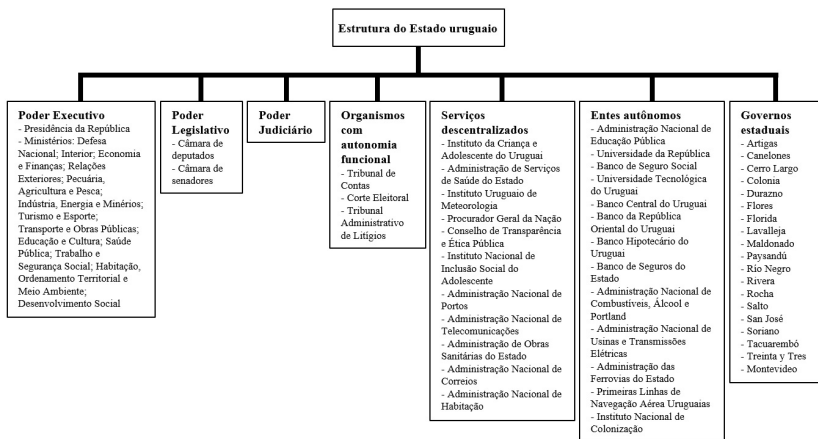 Estrutura do Estado uruguaio
Poder Executivo
- Presidência da República
- Ministérios: Defesa
Nacional; Interior; Economia
e Finanças; Relações
Exteriores; Pecuária,
Agricultura e Pesca;
Indústria, Energia e Minérios;
Turismo e Esporte;
Transporte e Obras Públicas;
Educação e Cultura; Saúde
Pública; Trabalho e
Segurança Social; Habitação,
Ordenamento Territorial e
Meio Ambiente;
Desenvolvimento Social
Poder
Legislativo
- Câmara de
deputados
- Câmara de
senadores
Poder
Judiciário
Organismos
com
autonomia
funcional
- Tribunal de
Contas
- Corte Eleitoral
- Tribunal
Administrativo
de Litígios
Serviços
descentralizados
- Instituto da Criança e
Adolescente do Uruguai
- Administração de Serviços
de Saúde do Estado
- Instituto Uruguaio de
Meteorologia
- Procurador Geral da Nação
- Conselho de Transparência
e Ética Pública
- Instituto Nacional de
Inclusão Social do
Adolescente
- Administração Nacional de
Portos
- Administração Nacional de
Telecomunicações
- Administração de Obras
Sanitárias do Estado
- Administração Nacional de
Correios
- Administração Nacional de
Habitação
Entes autônomos
- Administração Nacional de
Educação Pública
- Universidade da República
- Banco de Seguro Social
- Universidade Tecnológica
do Uruguai
- Banco Central do Uruguai
- Banco da República
Oriental do Uruguai
- Banco Hipotecário do
Uruguai
- Banco de Seguros do
Estado
- Administração Nacional de
Combustíveis, Álcool e
Portland
- Administração Nacional de
Usinas e Transmissões
Elétricas
- Administração das
Ferrovias do Estado
- Primeiras Linhas de
Navegação Aérea Uruguaias
- Instituto Nacional de
Colonização
Governos
estaduais
- Artigas
- Canelones
- Cerro Largo
- Colonia
- Durazno
- Flores
- Florida
- Lavalleja
- Maldonado
- Paysandú
- Río Negro
- Rivera
- Rocha
- Salto
- San José
- Soriano
- Tacuarembó
- Treinta y Tres
- Montevideo